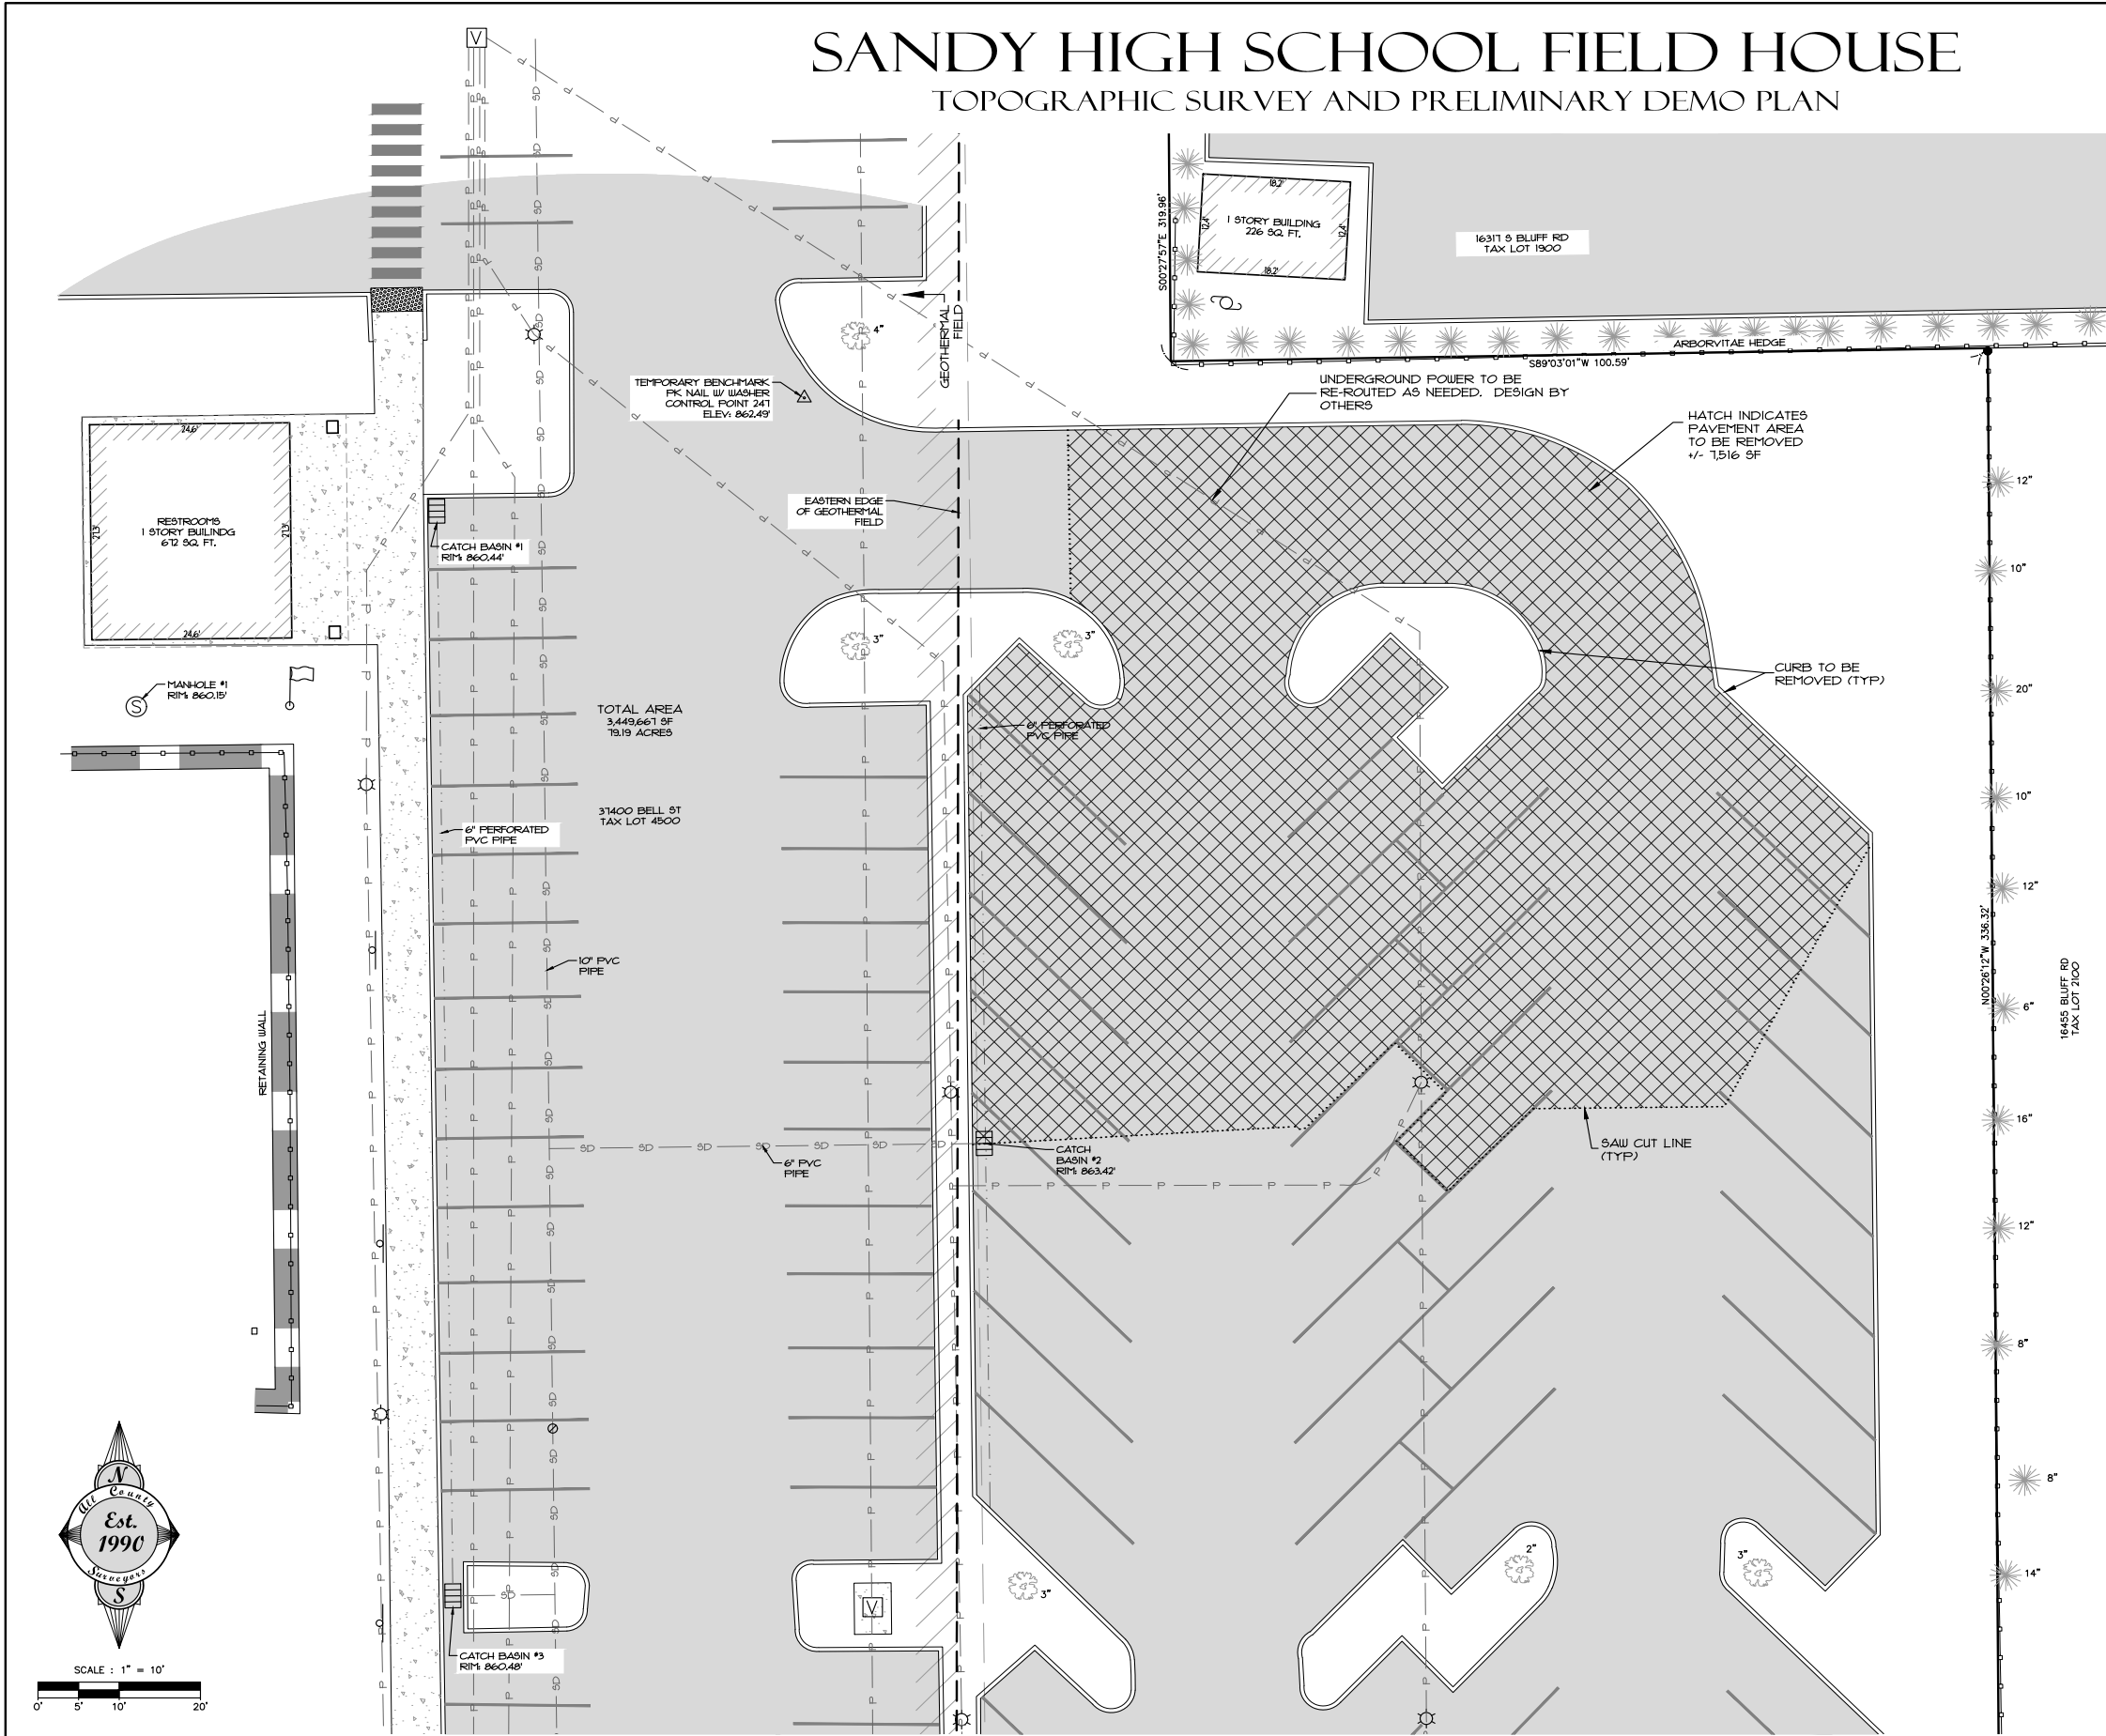 SANDY HIGH SCHOOL FIELD HOUSE
TOPOGRAPHIC SURVEY AND PRELIMINARY DEMO PLAN
V
S00°27'57"E 319.96'
18.2'
12.4'
1 STORY BUILDING
226 SQ. FT.
12.4'
18.2'
16317 S BLUFF RD
TAX LOT 1900
ARBORVITAE HEDGE
S89°03'01"W 100.59'
GEOTHERMAL
FIELD
4"
TEMPORARY BENCHMARK
PK NAIL W/ WASHER
CONTROL POINT 247
ELEV: 862.49'
UNDERGROUND POWER TO BE
RE-ROUTED AS NEEDED. DESIGN BY
OTHERS
HATCH INDICATES
PAVEMENT AREA
TO BE REMOVED
+/- 7,516 SF
24.6'
27.3'
RESTROOMS
1 STORY BUILINDG
672 SQ. FT.
27.3'
24.6'
CATCH BASIN #1
RIM: 860.44'
EASTERN EDGE
OF GEOTHERMAL
FIELD
12"
10"
3"
3"
CURB TO BE
REMOVED (TYP)
20"
MANHOLE #1
RIM: 860.15'
S
TOTAL AREA
3,449,667 SF
79.19 ACRES
6" PERFORATED
PVC PIPE
37400 BELL ST
TAX LOT 4500
6" PERFORATED
PVC PIPE
10"
12"
10" PVC
PIPE
N00°26'12"W 336.32'
6"
16455 BLUFF RD
TAX LOT 2100
RETAINING WALL
16"
SAW CUT LINE
(TYP)
CATCH
BASIN #2
RIM: 863.42'
6" PVC
PIPE
12"
8"
8"
N
All County
Est.
1990
Surveyors
S
SCALE : 1" = 10'
0' 5' 10' 20'
V
3"
2"
3"
14"
CATCH BASIN #3
RIM: 860.48'
P
SD